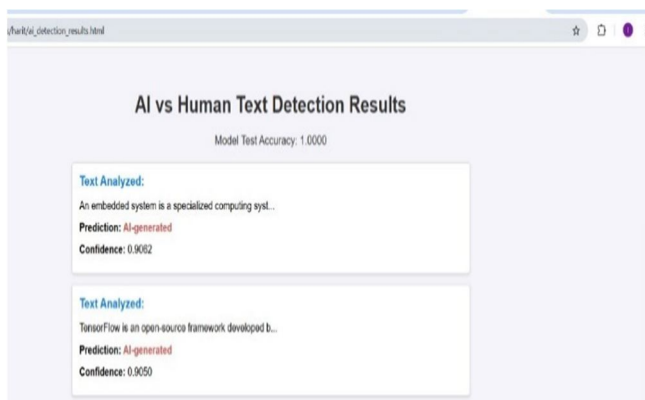 /harit/ai_detection_results.html
AI vs Human Text Detection Results
Model Test Accuracy: 1.0000
Text Analyzed:
An embedded system is a specialized computing syst...
Prediction: AI-generated
Confidence: 0.9062
Text Analyzed:
TensorFlow is an open-source framework developed b...
Prediction: AI-generated
Confidence: 0.9050